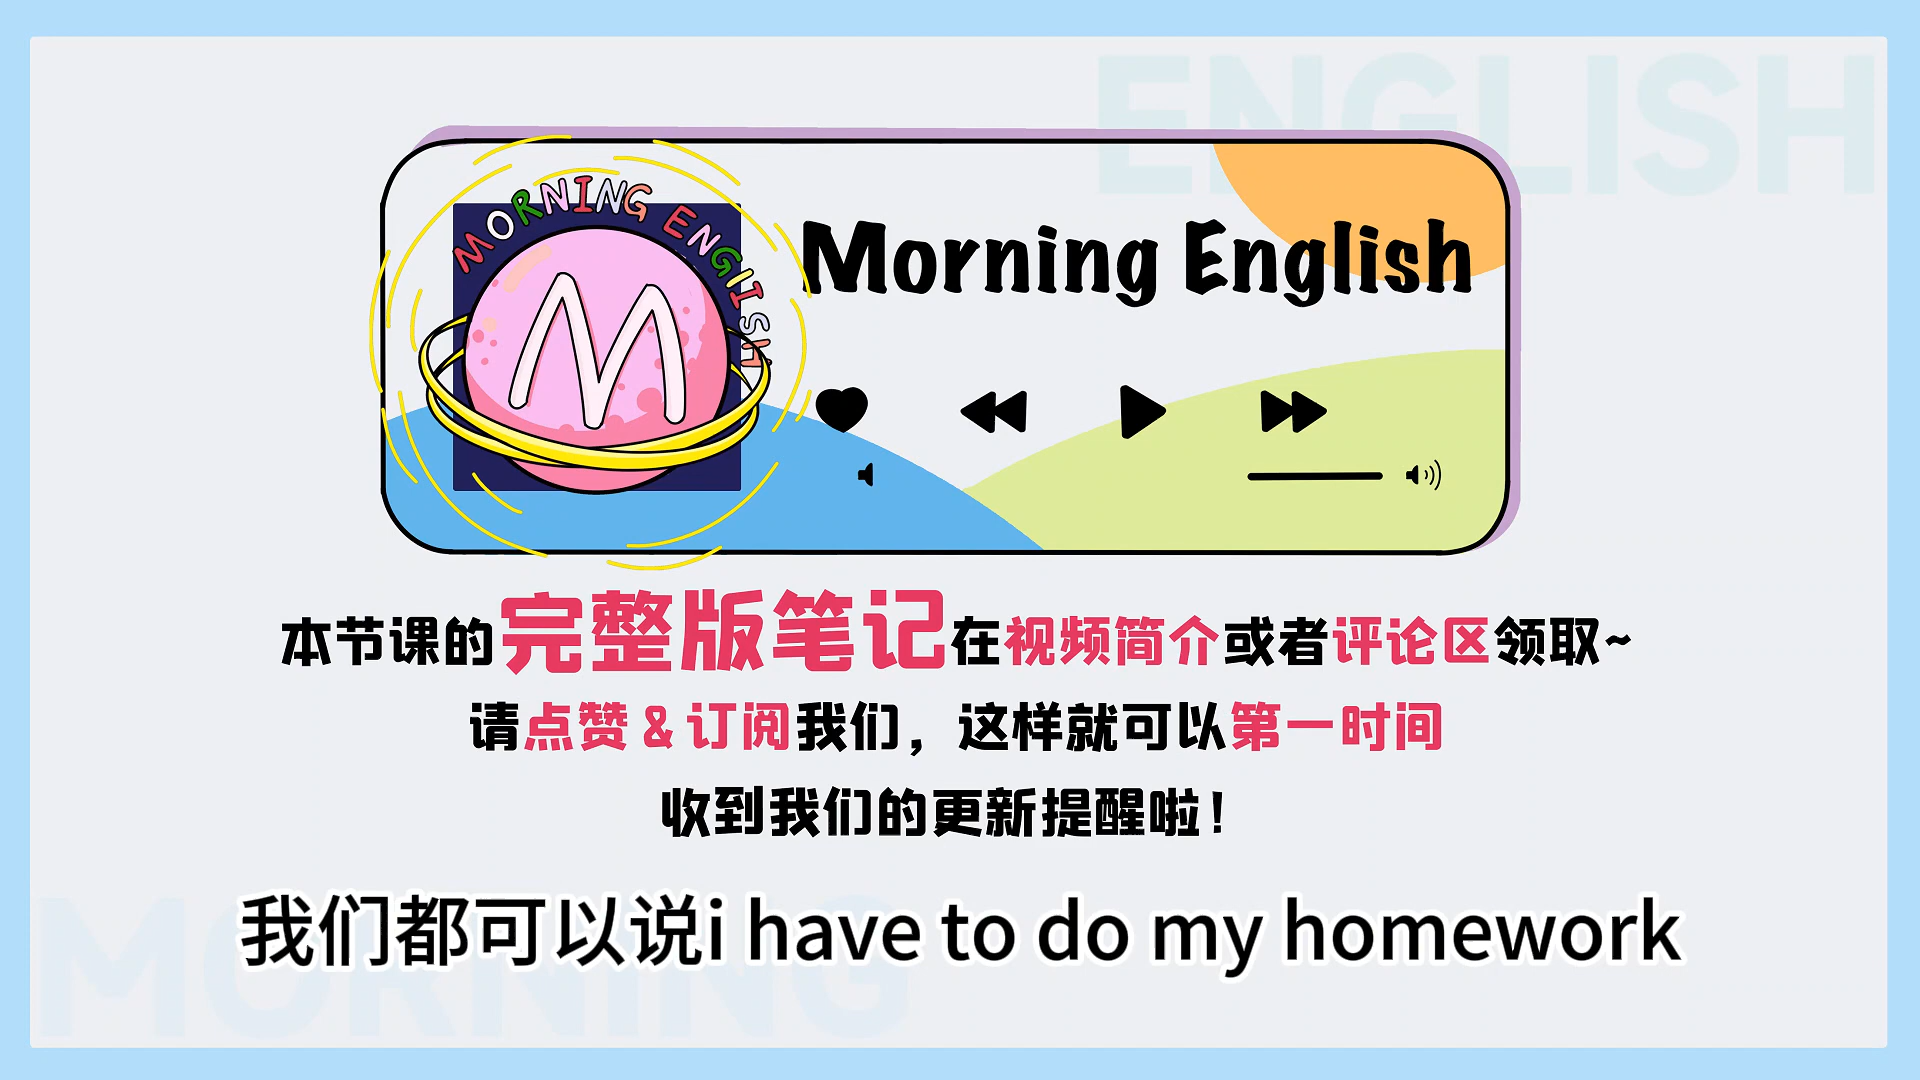 ENGLISH
MORNING ENGLISH
M
Morning English
本节课的完整版笔记在视频简介或者评论区领取~
请点赞&订阅我们，这样就可以第一时间
收到我们的更新提醒啦！
我们都可以说i have to do my homework
MORNING